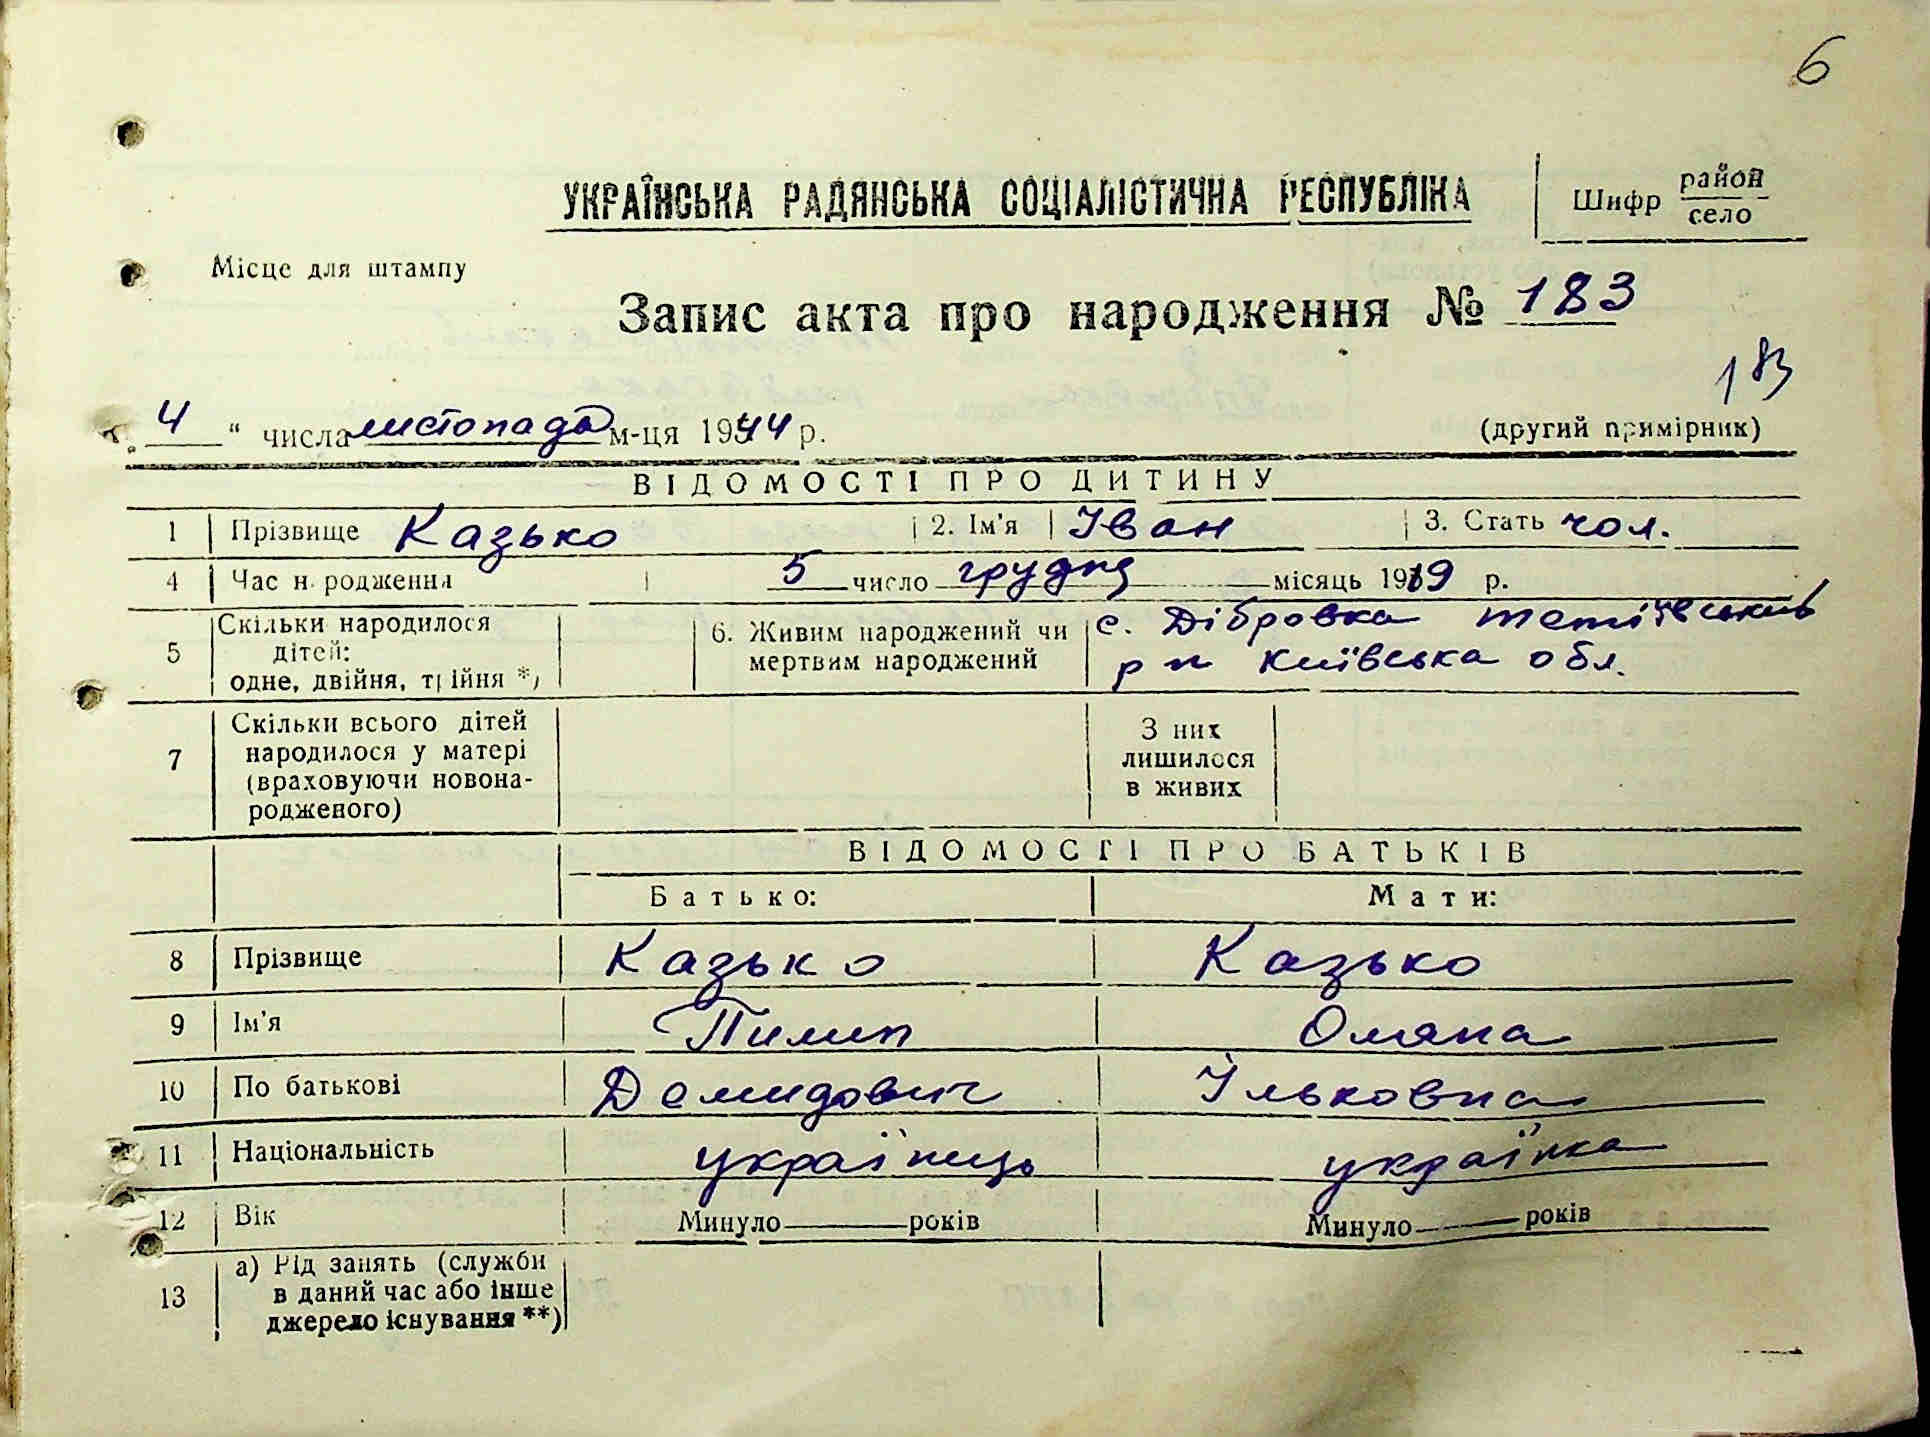 6
УКРАЇНСЬКА РАДЯНСЬКА СОЦІАЛІСТИЧНА РЕСПУБЛІКА
Шифр район
село
Місце для штампу
Запис акта про народження № 183
183
4 " числа листопада м-ця 1944 р.
(другий примірник)
ВІДОМОСТІ ПРО ДИТИНУ
1 Прізвище Казько 2. Ім'я Іван 3. Стать чол.
4 Час народження 5 число грудня місяць 1919 р.
5 Скільки народилося дітей: одне, двійня, трійня *)
6. Живим народжений чи мертвим народжений
с. Дібровка Тетіївський
р-н Київська обл.
7 Скільки всього дітей народилося у матері (враховуючи новонародженого)
З них лишилося в живих
ВІДОМОСТІ ПРО БАТЬКІВ
Батько: Мати:
8 Прізвище Казько Казько
9 Ім'я Пилип Оляна
10 По батькові Демидович Ільковна
11 Національність українець українка
12 Вік Минуло — років Минуло — років
13 а) Рід занять (служби в даний час або інше джерело існування **)